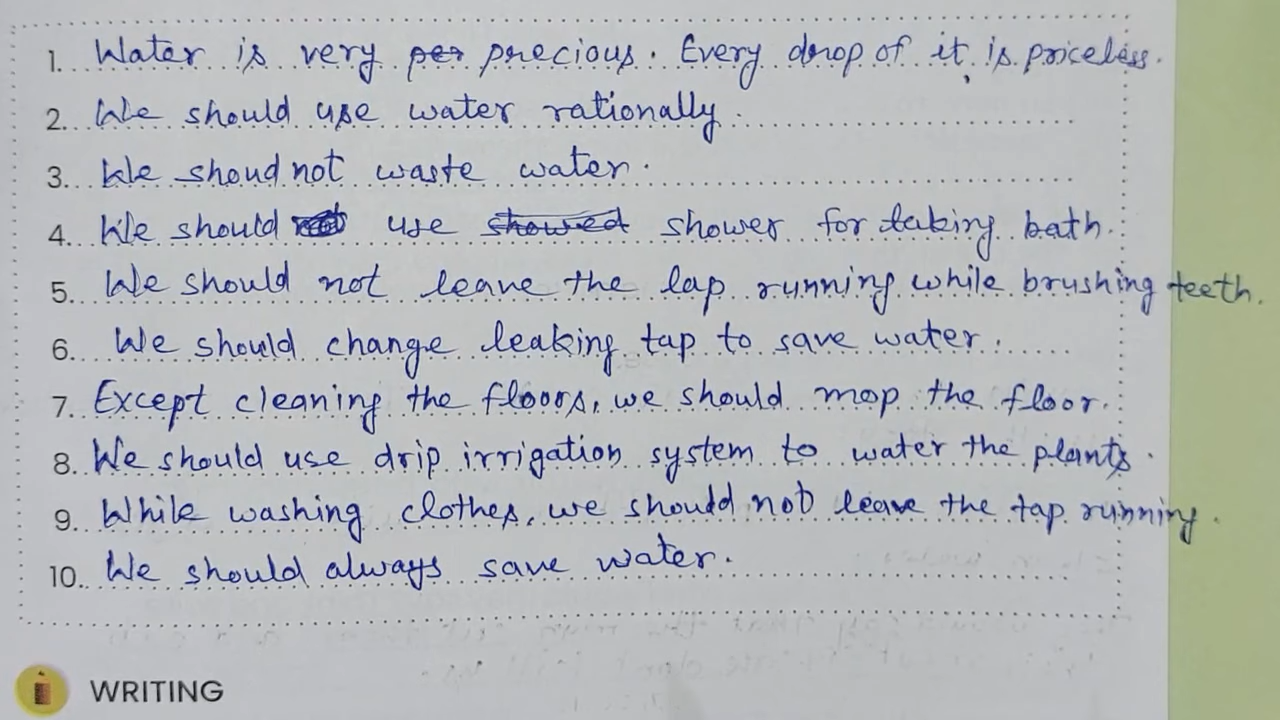 1. Water is very per precious. Every drop of it is priceless.
2. We should use water rationally.
3. We shoud not waste water.
4. We should not use showed shower for taking bath.
5. We should not leave the lap running while brushing teeth.
6. We should change leaking tap to save water.
7. Except cleaning the floors, we should mop the floor.
8. We should use drip irrigation system to water the plants.
9. While washing clothes, we should not leave the tap running.
10. We should always save water.
WRITING